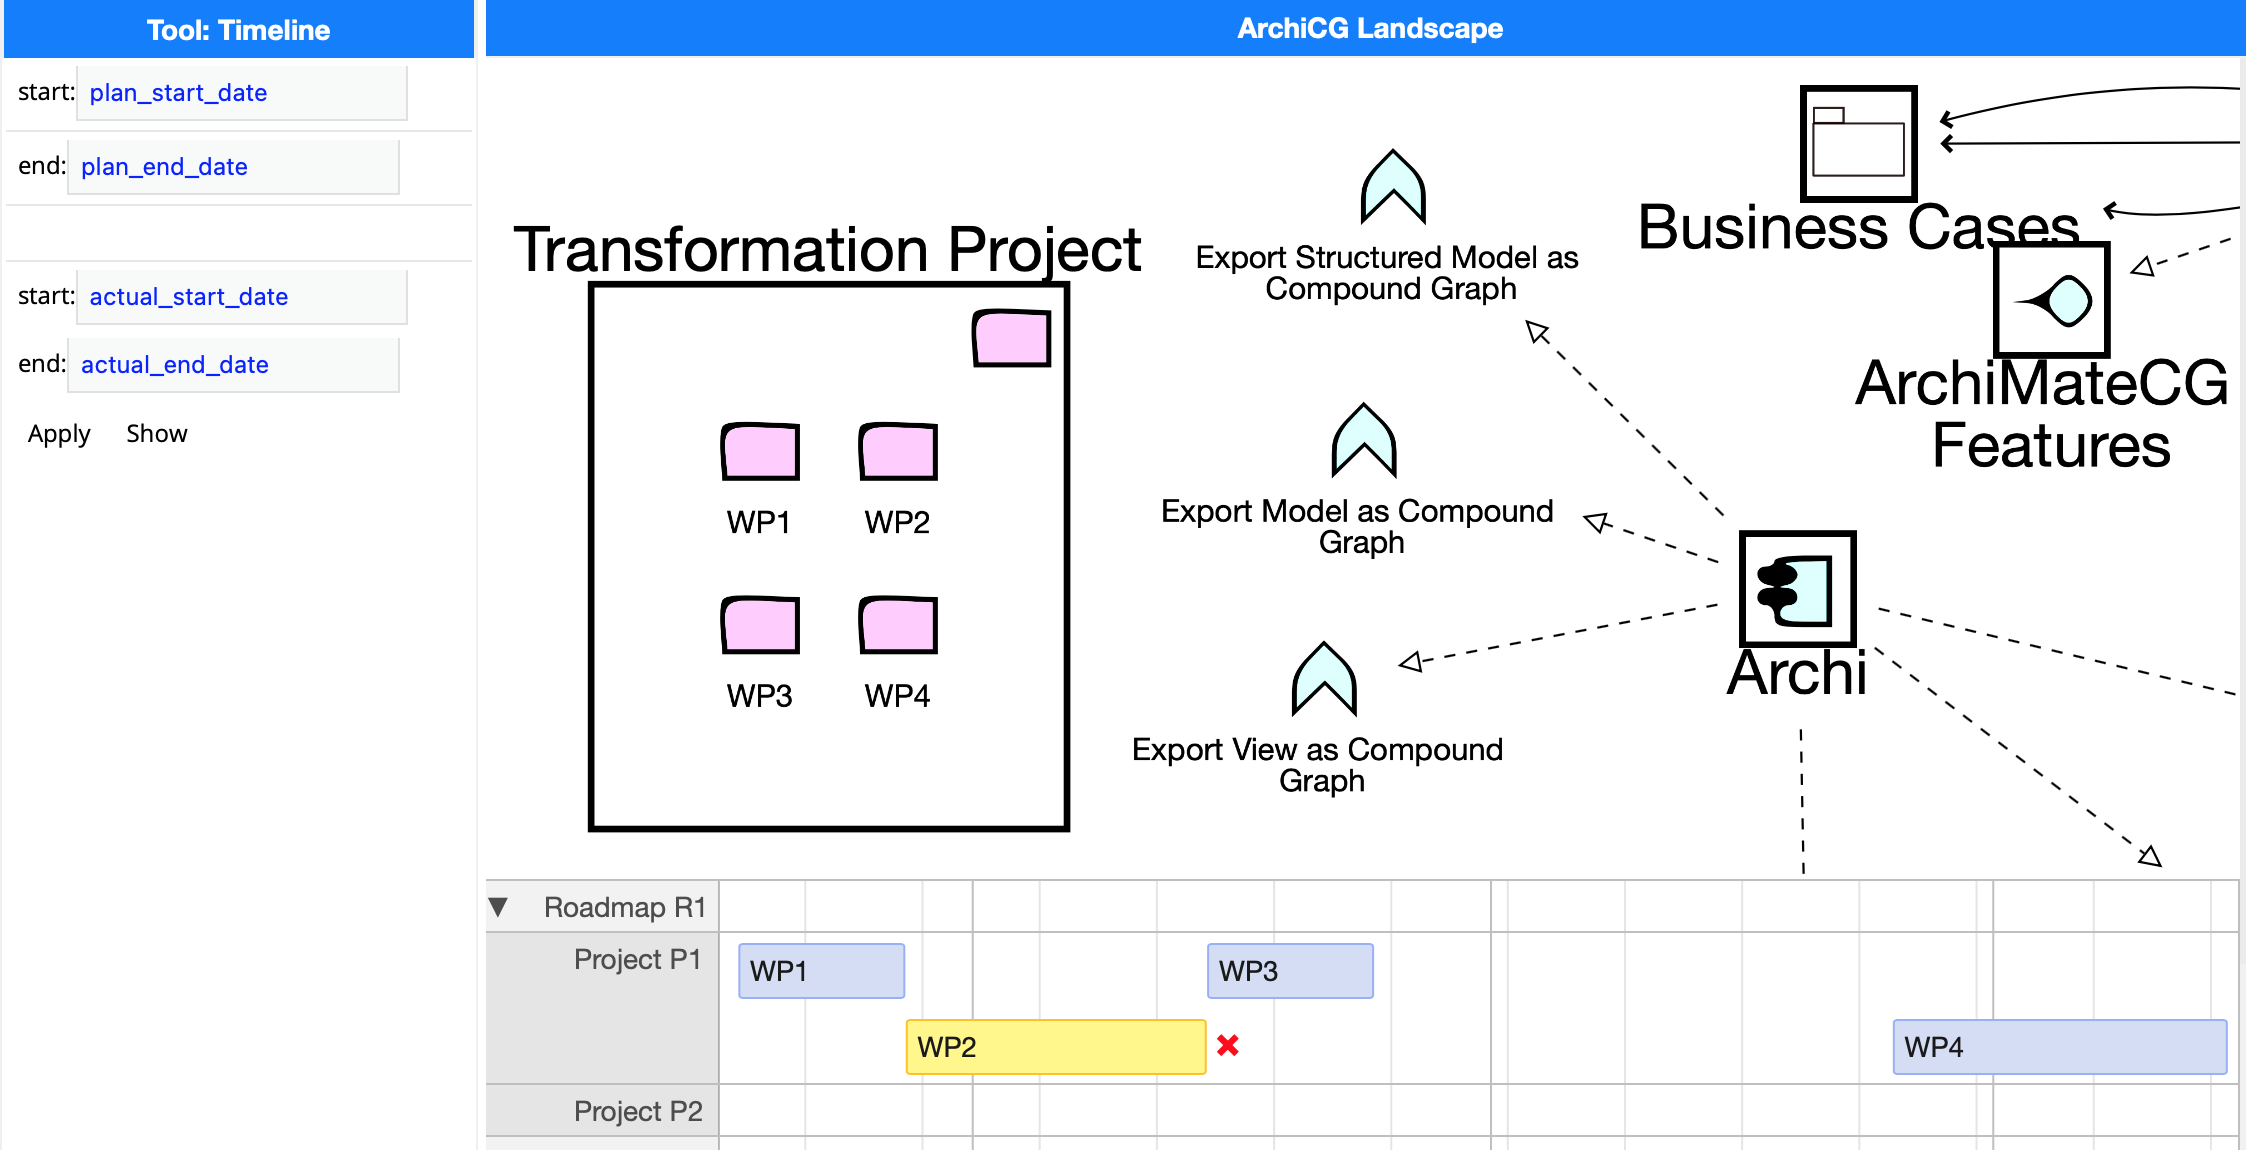 Tool: Timeline
start: plan_start_date
end: plan_end_date
start: actual_start_date
end: actual_end_date
Apply Show
ArchiCG Landscape
Transformation Project
WP1 WP2
WP3 WP4
Export Structured Model as
Compound Graph
Export Model as Compound
Graph
Export View as Compound
Graph
Business Cases
ArchiMateCG
Features
Archi
Roadmap R1
Project P1
WP1
WP3
WP2
WP4
Project P2